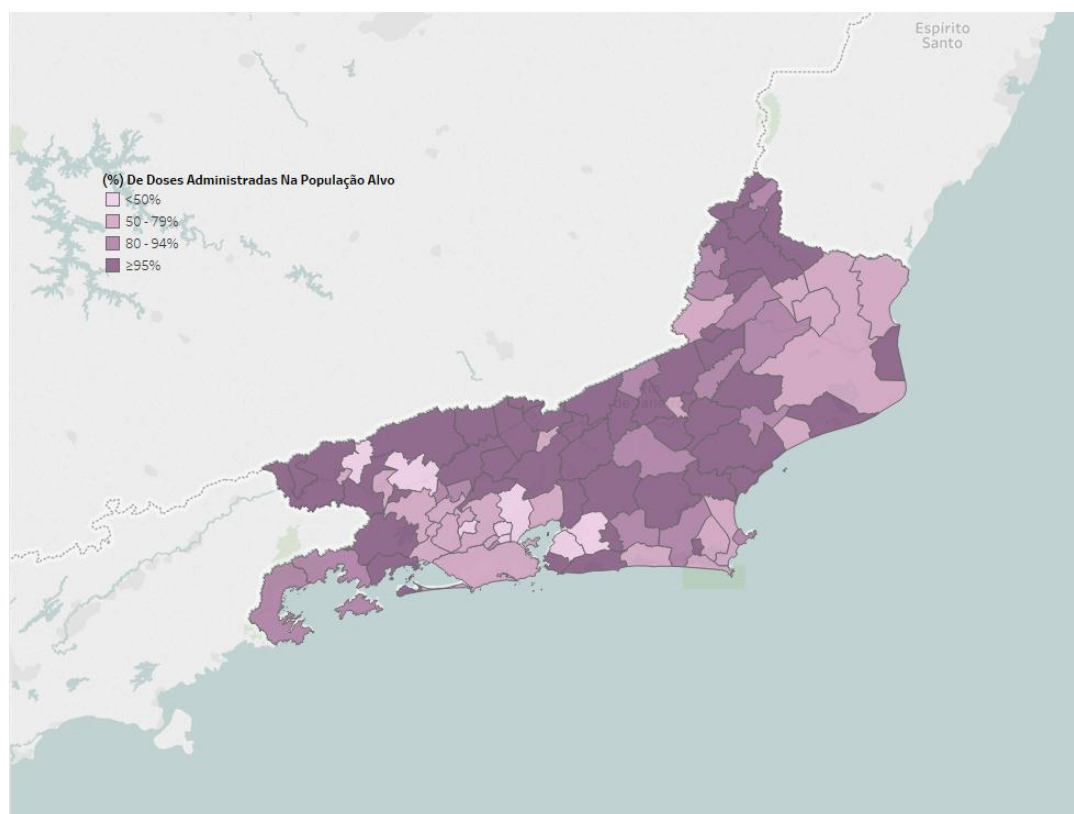 Espírito
Santo
(%) De Doses Administradas Na População Alvo
<50%
50 - 79%
80 - 94%
≥95%